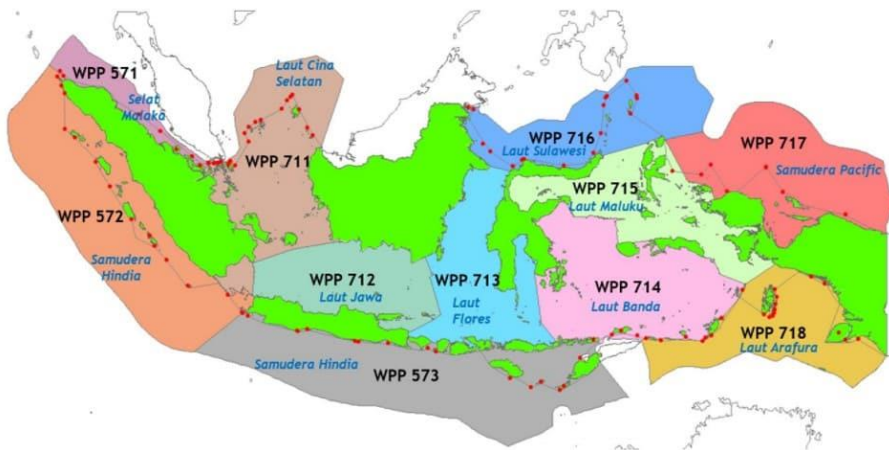 WPP 571
Selat
Malaka
Laut Cina
Selatan
WPP 711
WPP 572
Samudera
Hindia
WPP 712
Laut Jawa
WPP 573
Samudera Hindia
WPP 713
Laut
Flores
WPP 716
Laut Sulawesi
WPP 715
Laut Maluku
WPP 714
Laut Banda
WPP 717
Samudera Pacific
WPP 718
Laut Arafura